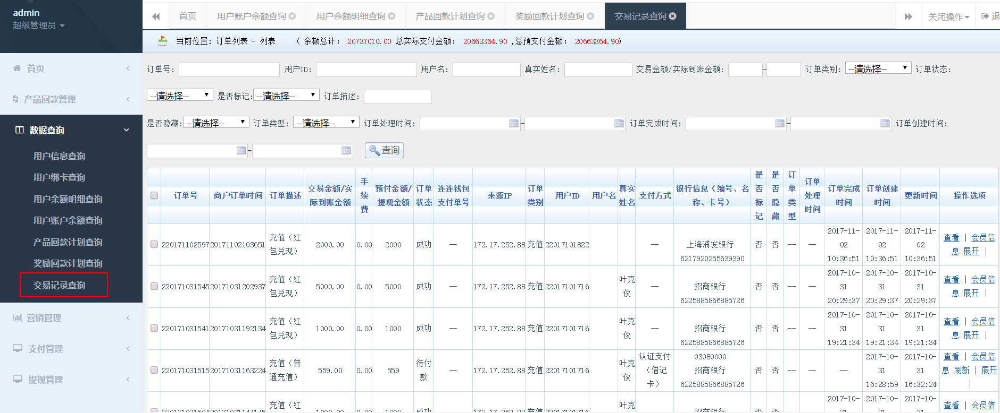 admin
超级管理员
首页
产品回款管理
数据查询
用户信息查询
用户绑卡查询
用户余额明细查询
用户账户余额查询
产品回款计划查询
奖励回款计划查询
交易记录查询
营销管理
支付管理
提现管理
首页 用户账户余额查询 用户余额明细查询 产品回款计划查询 奖励回款计划查询 交易记录查询 关闭操作 退
当前位置：订单列表 - 列表 （ 余额总计： 20737010.00 总实际支付金额： 20663364.90 ,总预支付金额： 20663364.90)
订单号： 用户ID： 用户名： 真实姓名： 交易金额/实际到账金额： - 订单类别： --请选择-- 订单状态：
--请选择-- 是否标记： --请选择-- 订单描述：
是否隐藏： --请选择-- 订单类型： --请选择-- 订单处理时间： - 订单完成时间： - 订单创建时间：
- 查询
订单号 商户订单时间 订单描述 交易金额/实际到账金额 手续费 预付金额/提现金额 订单状态 连连钱包支付单号 来源IP 订单类别 用户ID 用户名 真实姓名 支付方式 银行信息（编号、名称、卡号） 是否标记 是否隐藏 订单类型 订单处理时间 订单完成时间 订单创建时间 更新时间 操作选项
220171102597 20171102103651 充值（红包兑现） 2000.00 0.00 2000 成功 — 172.17.252.88 充值 22017101822 — 上海浦发银行 6217920255639390 否 否 -- — 2017-11-02 10:36:51 2017-11-02 10:36:51 2017-11-02 10:36:51 查看 | 会员信息 展开 |
220171031545 20171031202937 充值（红包兑现） 5000.00 0.00 5000 成功 — 172.17.252.88 充值 22017101716 叶克俊 — 招商银行 6225885866885726 否 否 -- — 2017-10-31 20:29:37 2017-10-31 20:29:37 2017-10-31 20:29:37 查看 | 会员信息 展开 |
220171031541 20171031192134 充值（红包兑现） 1000.00 0.00 1000 成功 — 172.17.252.88 充值 22017101716 叶克俊 — 招商银行 6225885866885726 否 否 -- — 2017-10-31 19:21:34 2017-10-31 19:21:34 2017-10-31 19:21:34 查看 | 会员信息 展开 |
220171031515 20171031163224 充值（普通充值） 559.00 0.00 559 待付款 — 172.17.252.88 充值 22017101716 叶克俊 认证支付（借记卡） 03080000 招商银行 6225885866885726 否 否 -- — — 2017-10-31 16:28:59 2017-10-31 16:32:24 查看 | 会员信息 刷新 | 展开 |
充值（红 叶克 2017-10- 2017-10- 2017-10- 查看 | 会员信